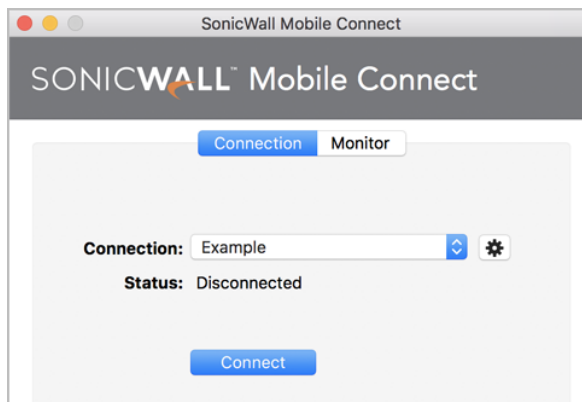 SonicWall Mobile Connect
SONICWALL™ Mobile Connect
Connection Monitor
Connection: Example
Status: Disconnected
Connect